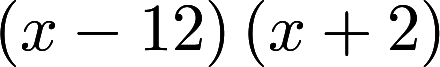 (x − 12) (x + 2)